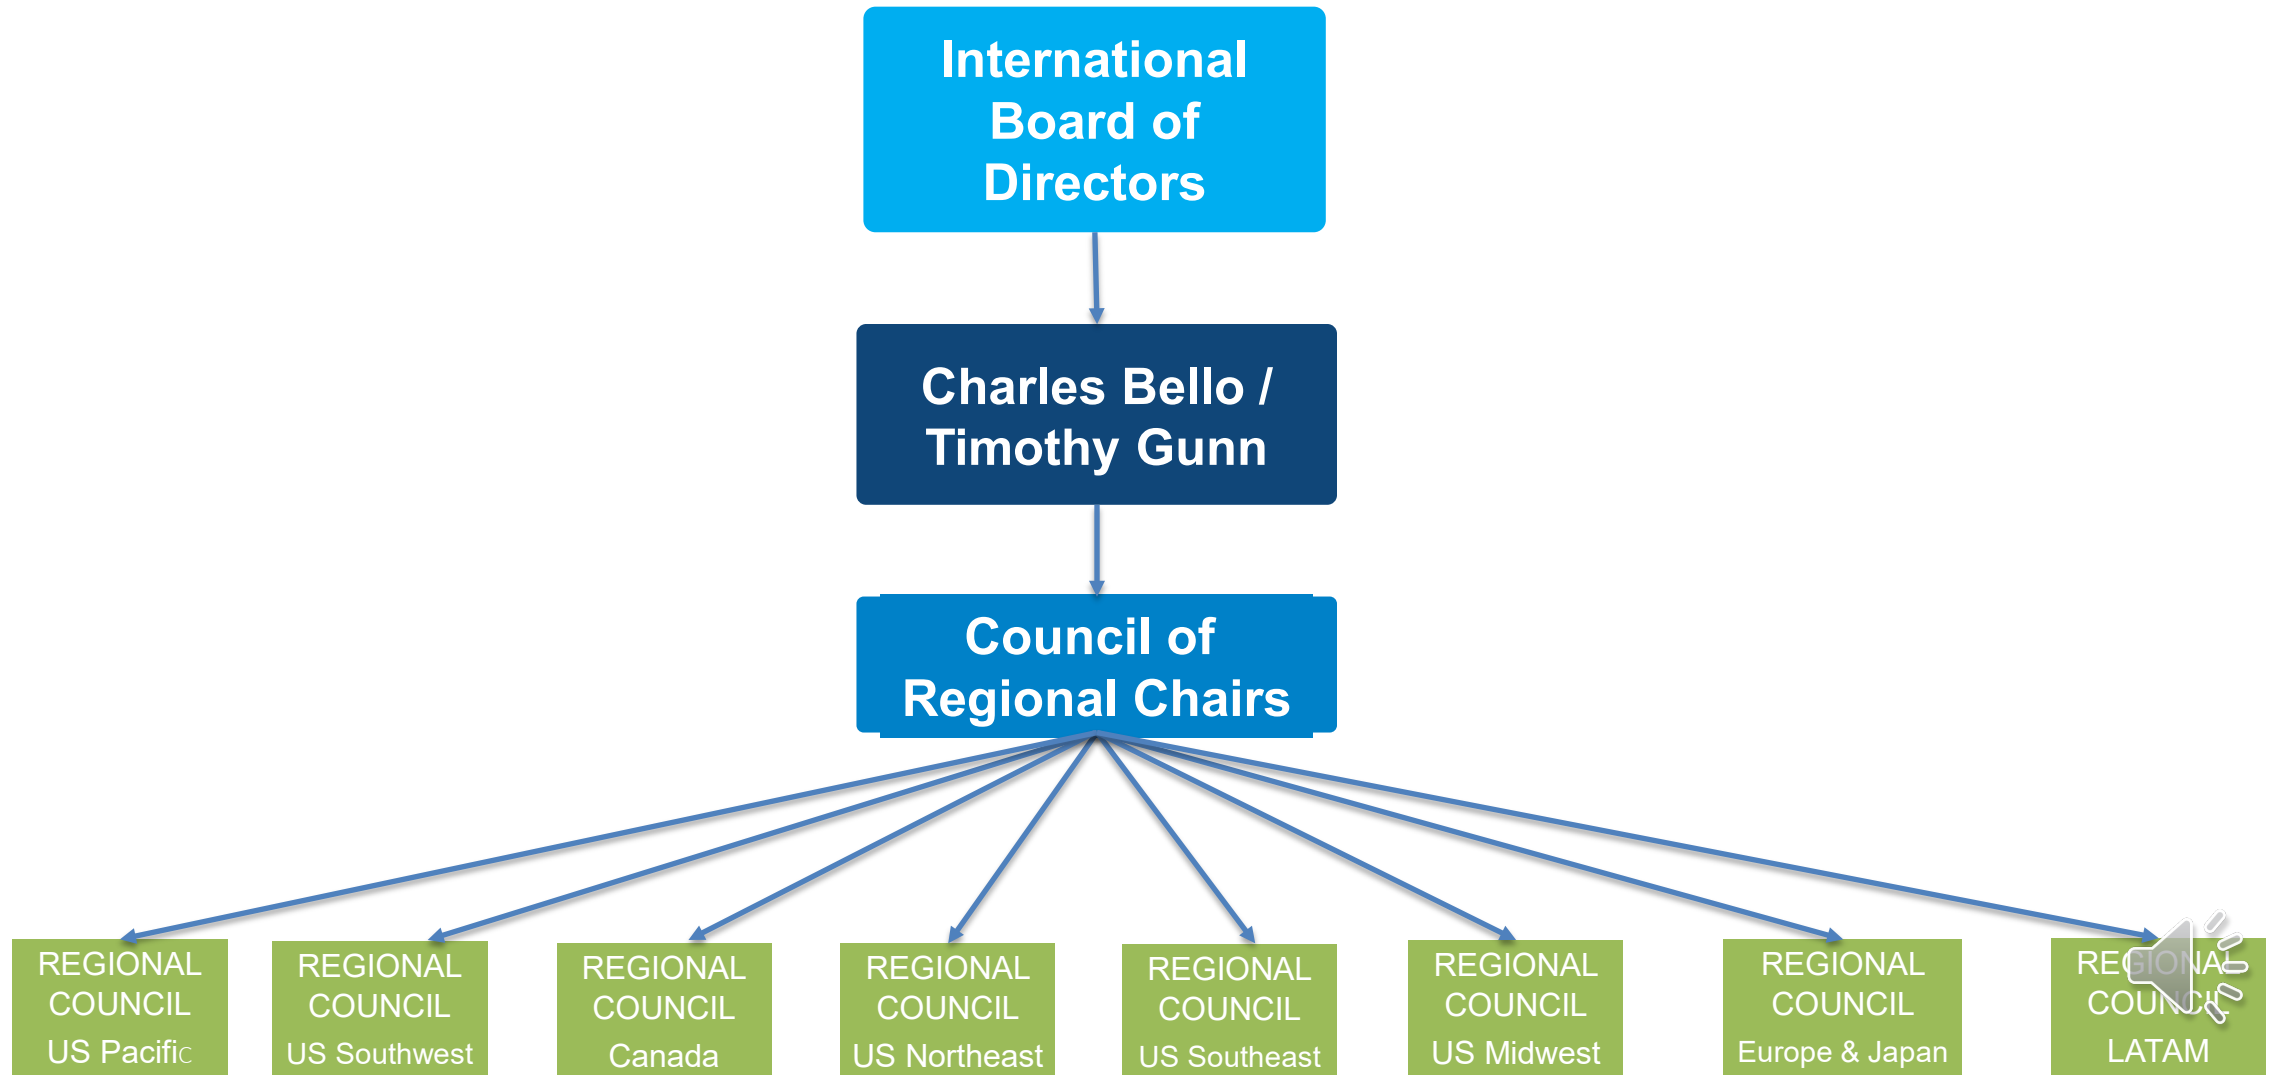 International
Board of
Directors
Charles Bello /
Timothy Gunn
Council of
Regional Chairs
REGIONAL
COUNCIL
US Pacific
REGIONAL
COUNCIL
US Southwest
REGIONAL
COUNCIL
Canada
REGIONAL
COUNCIL
US Northeast
REGIONAL
COUNCIL
US Southeast
REGIONAL
COUNCIL
US Midwest
REGIONAL
COUNCIL
Europe & Japan
REGIONAL
COUNCIL
LATAM